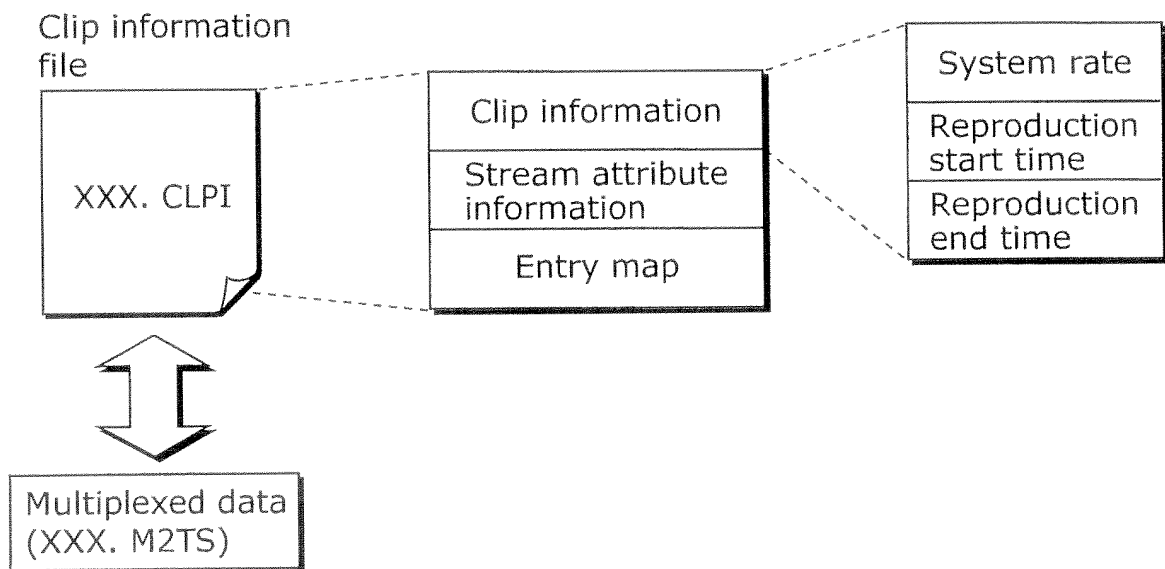 Clip information
file
XXX. CLPI
Multiplexed data
(XXX. M2TS)
Clip information
Stream attribute
information
Entry map
System rate
Reproduction
start time
Reproduction
end time